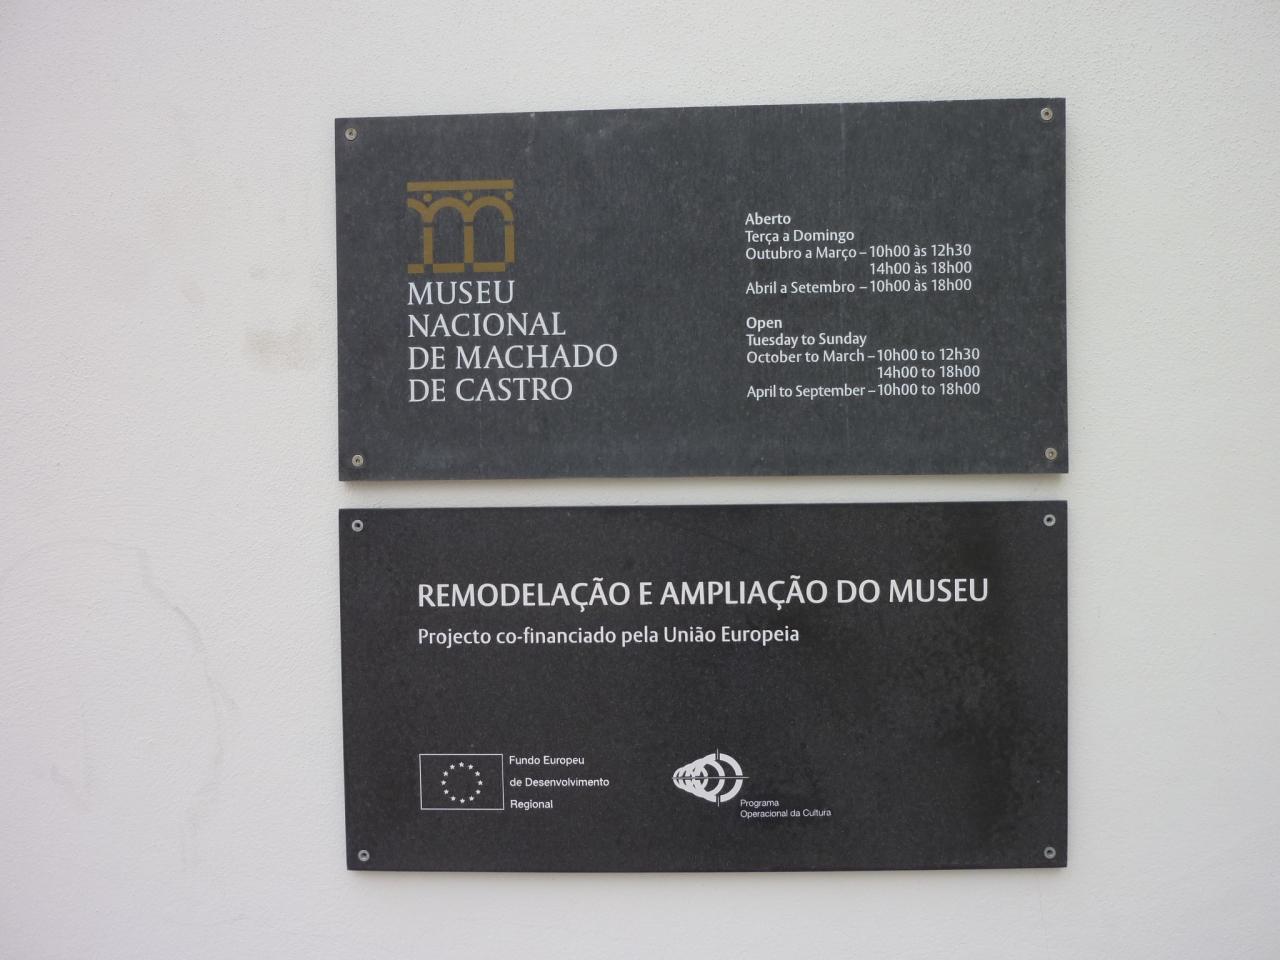 MUSEU
NACIONAL
DE MACHADO
DE CASTRO
Aberto
Terça a Domingo
Outubro a Março – 10h00 às 12h30
14h00 às 18h00
Abril a Setembro – 10h00 às 18h00
Open
Tuesday to Sunday
October to March – 10h00 to 12h30
14h00 to 18h00
April to September – 10h00 to 18h00
REMODELAÇÃO E AMPLIAÇÃO DO MUSEU
Projecto co-financiado pela União Europeia
Fundo Europeu
de Desenvolvimento
Regional
Programa
Operacional da Cultura